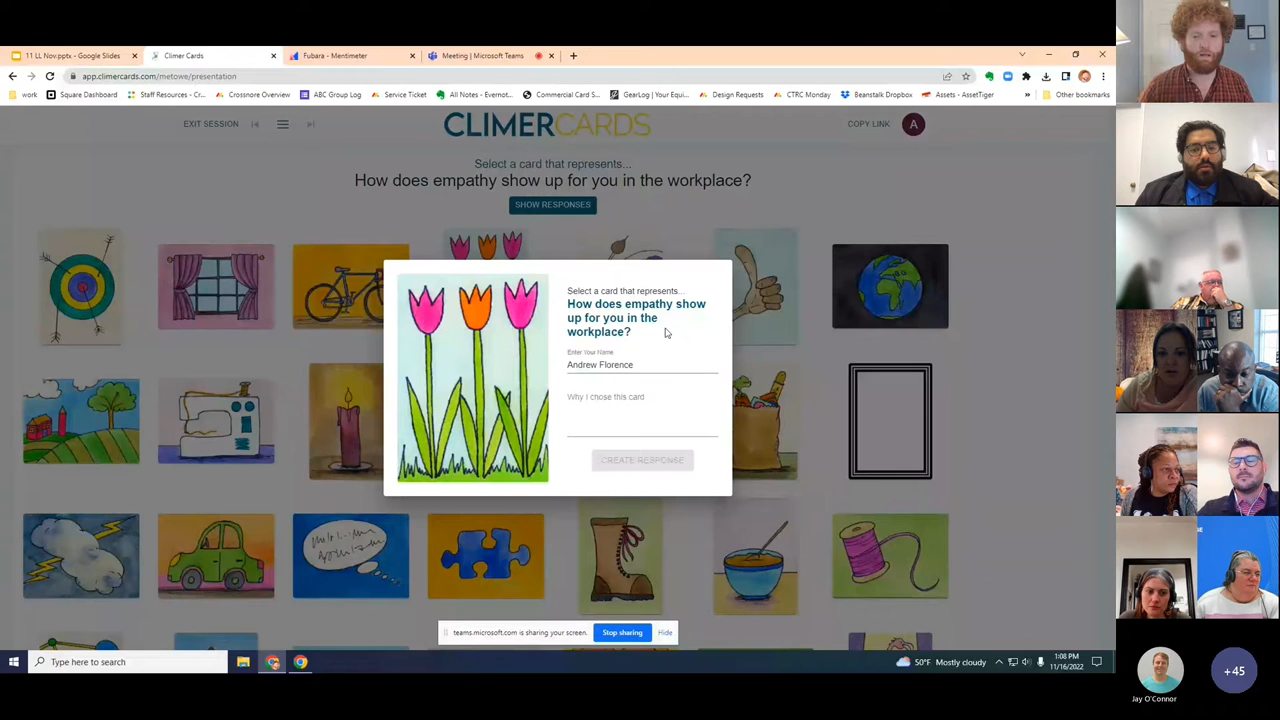 11 LL Nov.pptx - Google Slides
Climer Cards
Fubara - Mentimeter
Meeting | Microsoft Teams
app.climercards.com/metowe/presentation
work
Square Dashboard
Staff Resources - Cr...
Crossnore Overview
ABC Group Log
Service Ticket
All Notes - Evernot...
Commercial Card S...
GearLog | Your Equi...
Design Requests
CTRC Monday
Beanstalk Dropbox
Assets - AssetTiger
»
Other bookmarks
EXIT SESSION
CLIMERCARDS
COPY LINK
A
Select a card that represents...
How does empathy show up for you in the workplace?
SHOW RESPONSES
Select a card that represents...
How does empathy show
up for you in the
workplace?
Enter Your Name
Andrew Florence
Why I chose this card
CREATE RESPONSE
teams.microsoft.com is sharing your screen.
Stop sharing
Hide
Type here to search
50°F Mostly cloudy
1:08 PM
11/16/2022
Jay O'Connor
+45